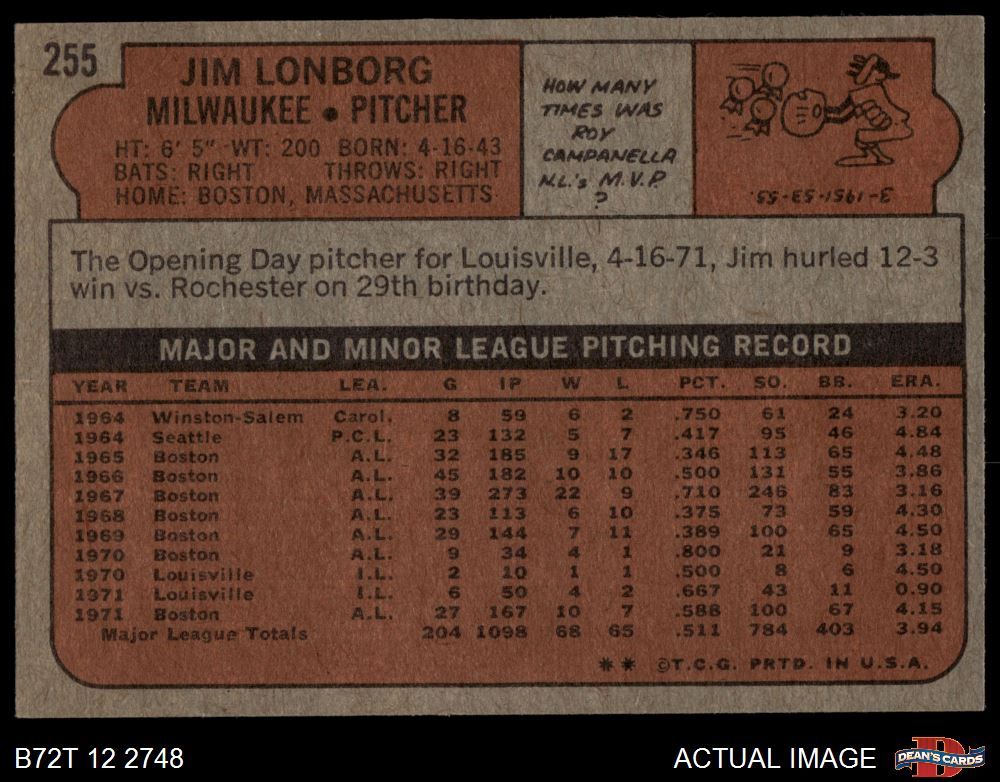 255
JIM LONBORG
MILWAUKEE • PITCHER
HT: 6' 5" WT: 200 BORN: 4-16-43
BATS: RIGHT THROWS: RIGHT
HOME: BOSTON, MASSACHUSETTS
HOW MANY
TIMES WAS
ROY
CAMPANELLA
N.L.'s M.V.P.
?
3-1951-53-55.
The Opening Day pitcher for Louisville, 4-16-71, Jim hurled 12-3
win vs. Rochester on 29th birthday.
MAJOR AND MINOR LEAGUE PITCHING RECORD
YEAR TEAM LEA. G IP W L PCT. SO. BB. ERA.
1964 Winston-Salem Carol. 8 59 6 2 .750 61 24 3.20
1964 Seattle P.C.L. 23 132 5 7 .417 95 46 4.84
1965 Boston A.L. 32 185 9 17 .346 113 65 4.48
1966 Boston A.L. 45 182 10 10 .500 131 55 3.86
1967 Boston A.L. 39 273 22 9 .710 246 83 3.16
1968 Boston A.L. 23 113 6 10 .375 73 59 4.30
1969 Boston A.L. 29 144 7 11 .389 100 65 4.50
1970 Boston A.L. 9 34 4 1 .800 21 9 3.18
1970 Louisville I.L. 2 10 1 1 .500 8 6 4.50
1971 Louisville I.L. 6 50 4 2 .667 43 11 0.90
1971 Boston A.L. 27 167 10 7 .588 100 67 4.15
Major League Totals 204 1098 68 65 .511 784 403 3.94
** ©T.C.G. PRTD. IN U.S.A.
B72T 12 2748
ACTUAL IMAGE
D
DEAN'S CARDS